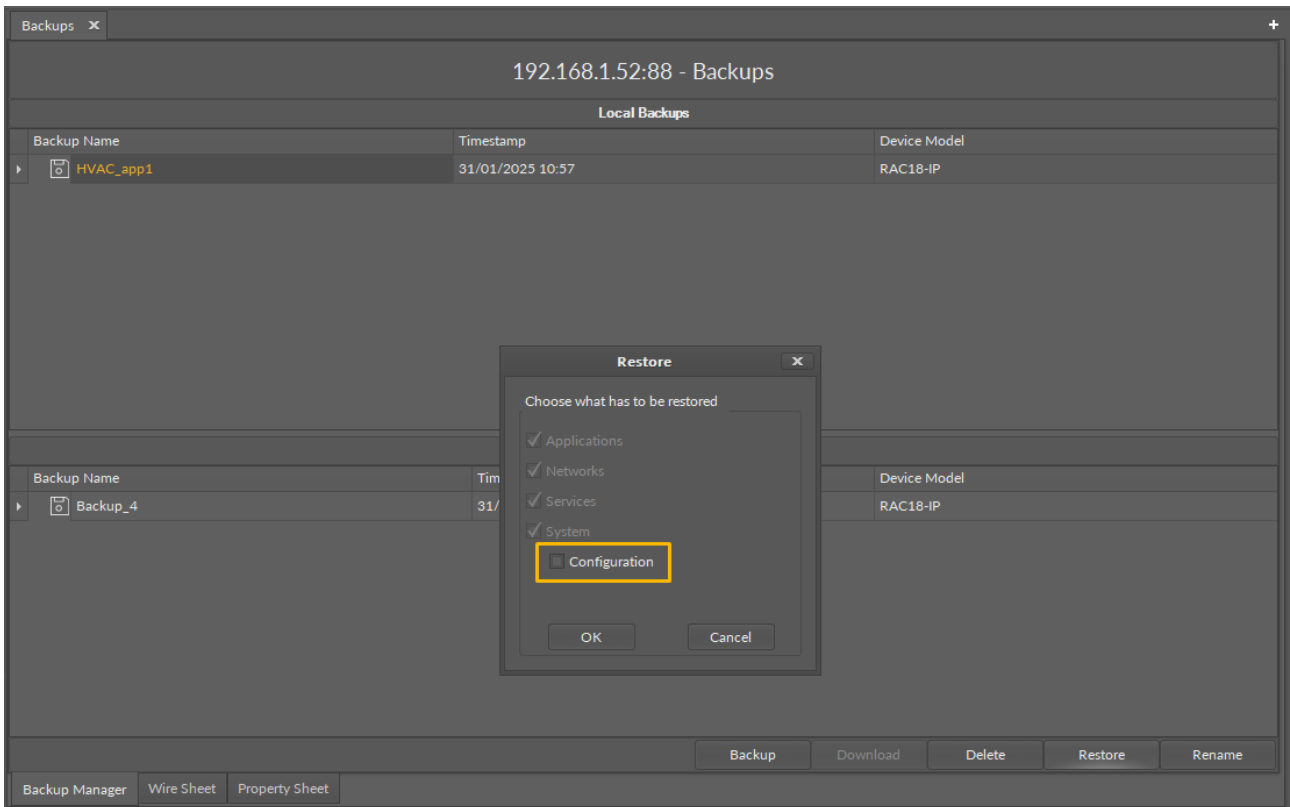 Backups
+
192.168.1.52:88 - Backups
Local Backups
Backup Name Timestamp Device Model
HVAC_app1 31/01/2025 10:57 RAC18-IP
Restore
Choose what has to be restored
Applications
Networks
Services
System
Configuration
OK Cancel
Backup Name Tim Device Model
Backup_4 31/ RAC18-IP
Backup Download Delete Restore Rename
Backup Manager Wire Sheet Property Sheet